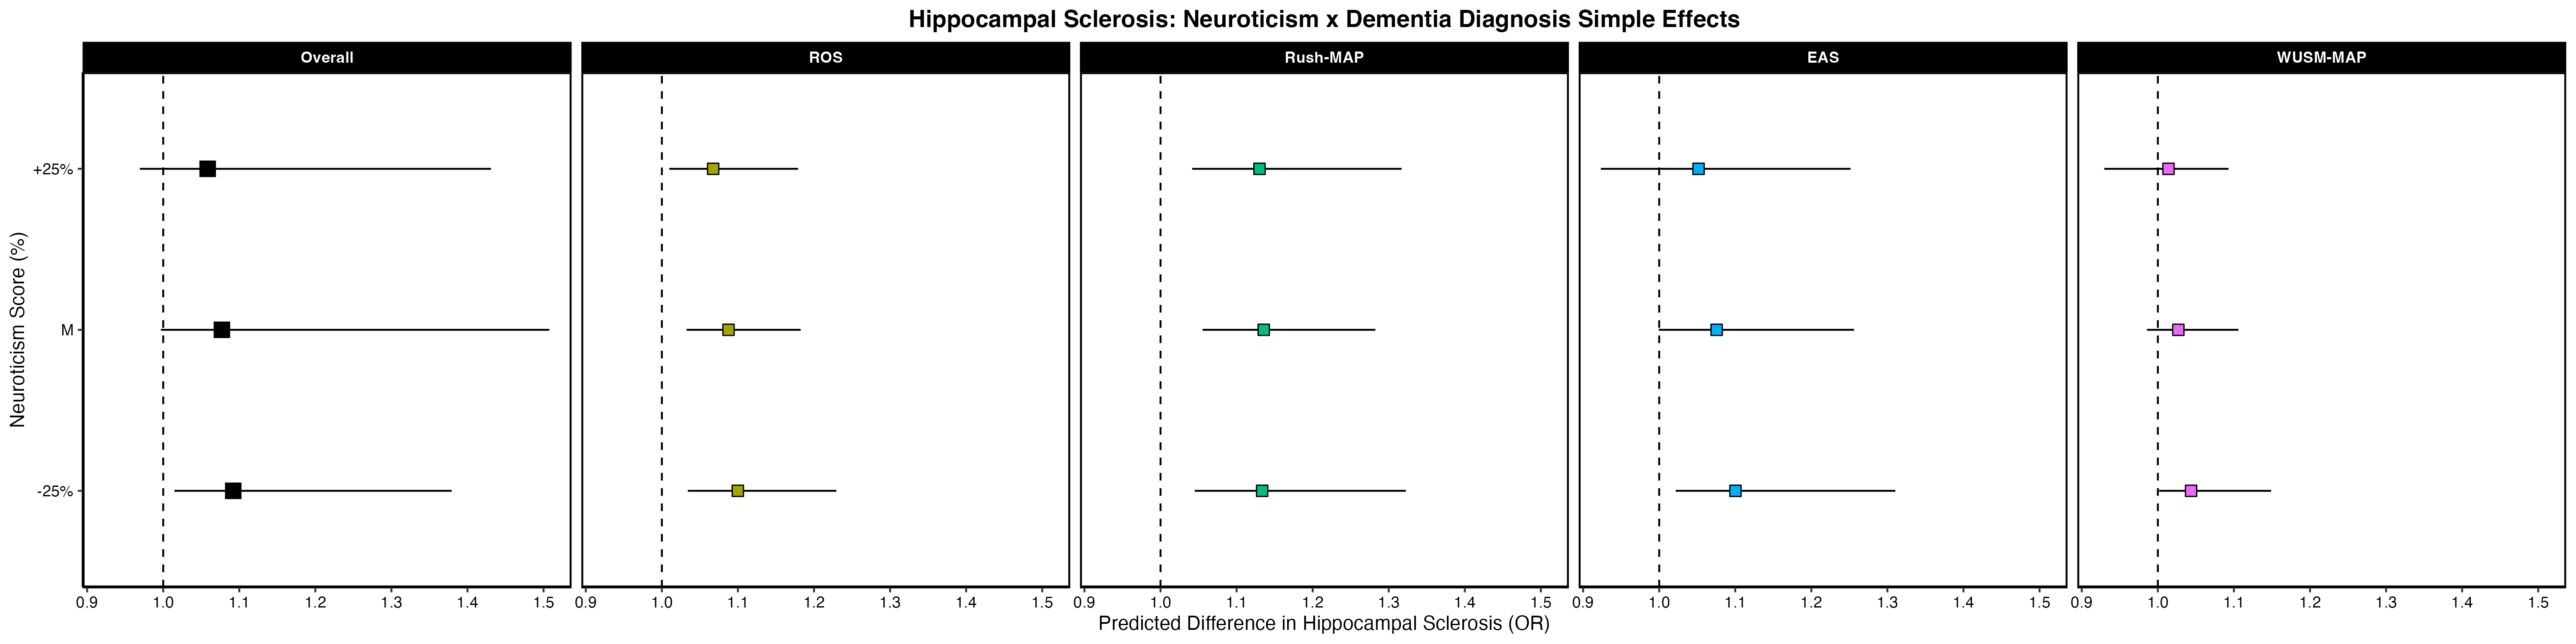 Hippocampal Sclerosis: Neuroticism x Dementia Diagnosis Simple Effects
Overall
ROS
Rush-MAP
EAS
WUSM-MAP
Neuroticism Score (%)
+25%
M
-25%
0.9 1.0 1.1 1.2 1.3 1.4 1.5
0.9 1.0 1.1 1.2 1.3 1.4 1.5
0.9 1.0 1.1 1.2 1.3 1.4 1.5
0.9 1.0 1.1 1.2 1.3 1.4 1.5
0.9 1.0 1.1 1.2 1.3 1.4 1.5
Predicted Difference in Hippocampal Sclerosis (OR)